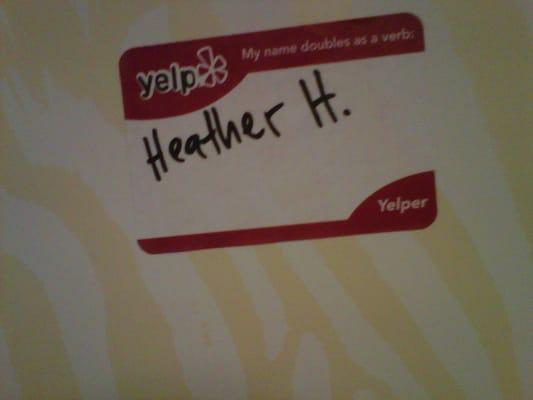 yelp My name doubles as a verb:
Heather H.
Yelper